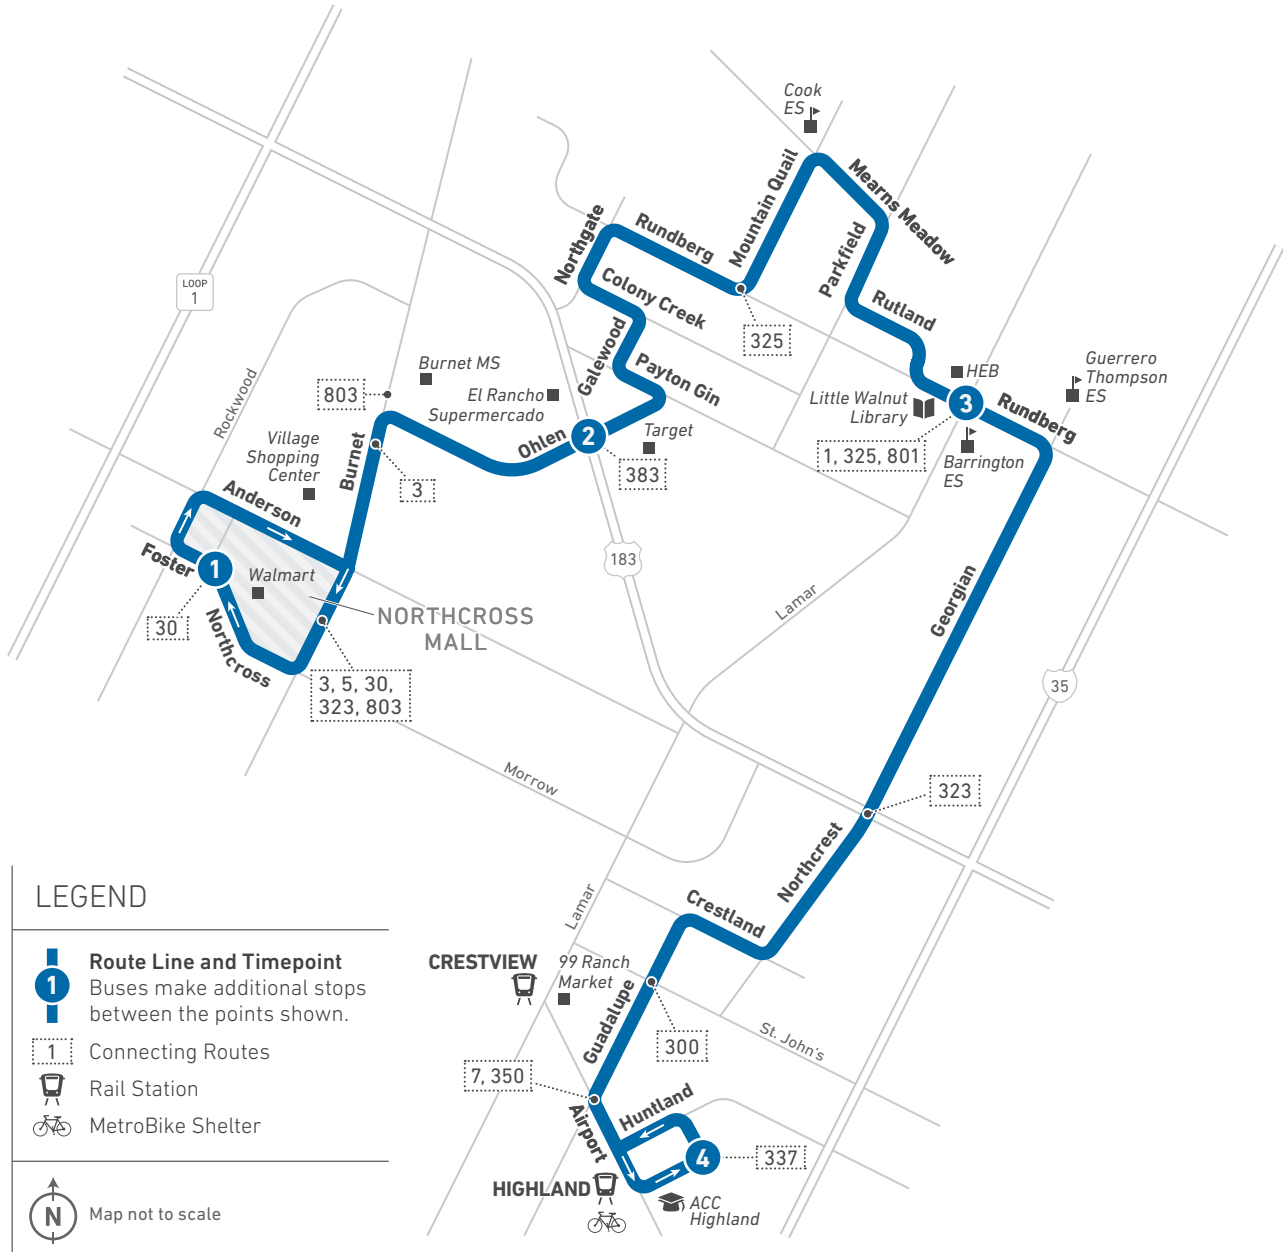 Cook
ES
Mountain Quail
Mearns Meadow
Northgate
Rundberg
Parkfield
Colony Creek
Rutland
LOOP
1
325
Galewood
Payton Gin
Burnet MS
803
El Rancho
Supermercado
HEB
Guerrero
Thompson
ES
Little Walnut
Library
3
Rundberg
Rockwood
Village
Shopping
Center
Burnet
Ohlen
2
Target
1, 325, 801
Barrington
ES
383
3
Anderson
Foster
1
Walmart
183
Georgian
Lamar
30
Northcross
NORTHCROSS
MALL
3, 5, 30,
323, 803
35
Morrow
323
Northcrest
Crestland
Lamar
LEGEND
1
Route Line and Timepoint
Buses make additional stops
between the points shown.
1
Connecting Routes
Rail Station
MetroBike Shelter
N
Map not to scale
CRESTVIEW
99 Ranch
Market
Guadalupe
St. John's
300
7, 350
Airport
Huntland
4
337
HIGHLAND
ACC
Highland